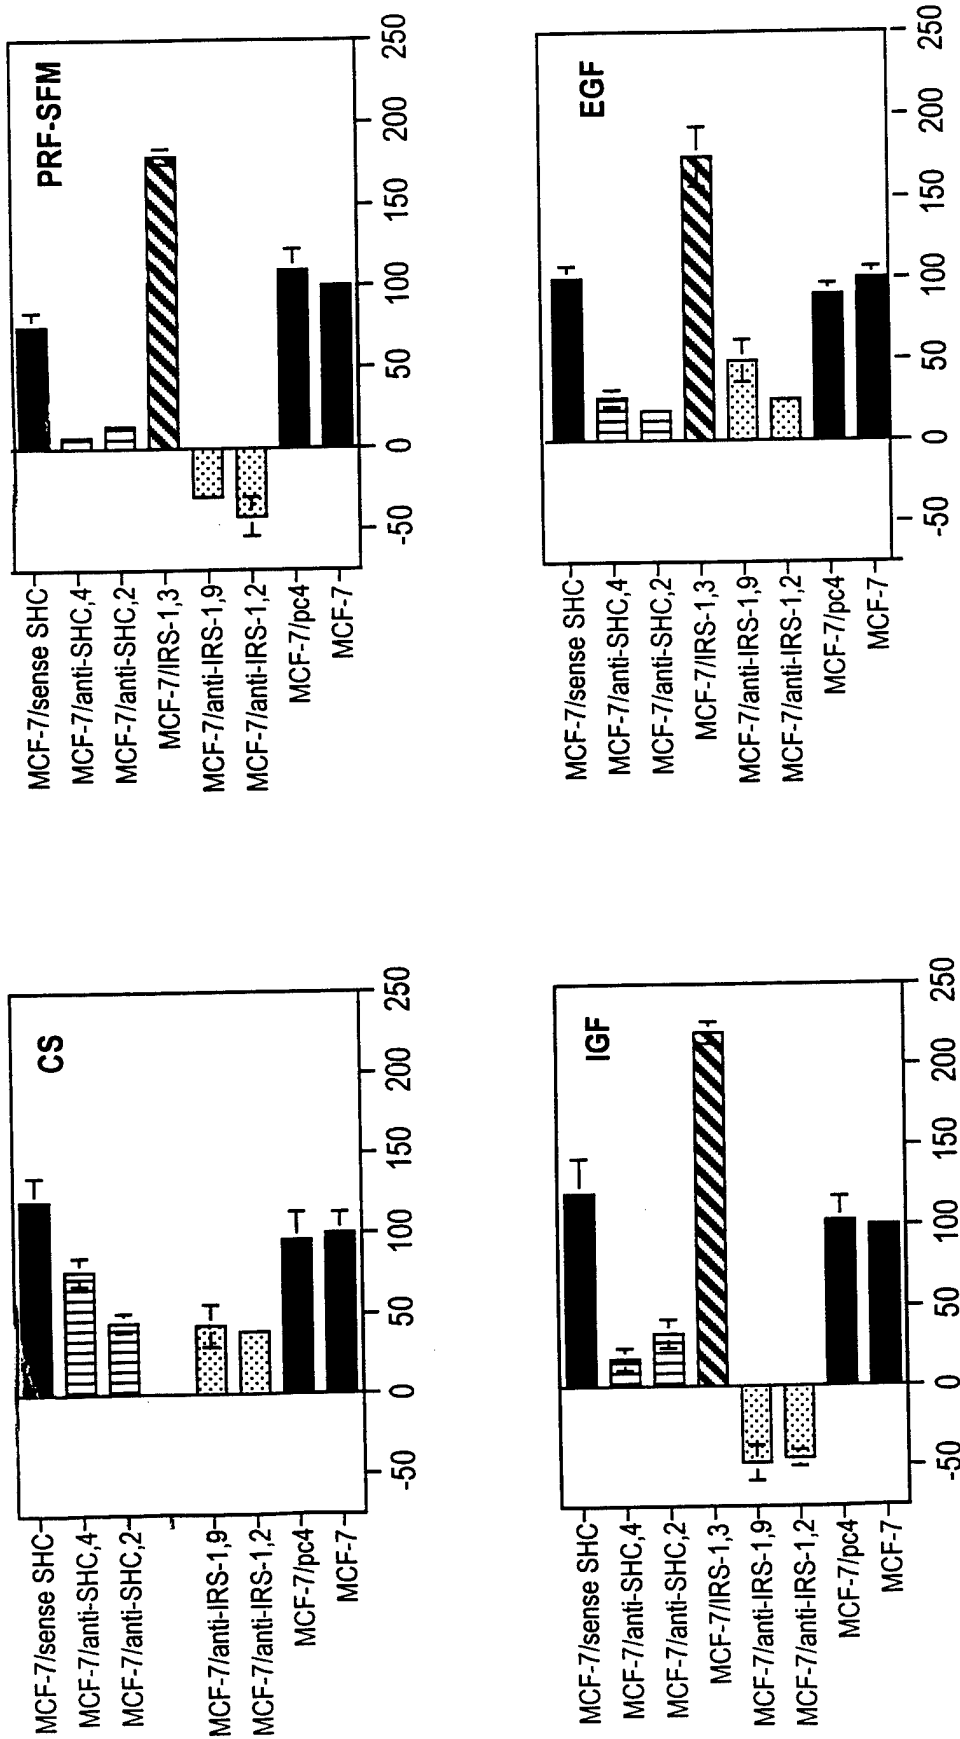 PRF-SFM
MCF-7/sense SHC
MCF-7/anti-SHC,4
MCF-7/anti-SHC,2
MCF-7/IRS-1,3
MCF-7/anti-IRS-1,9
MCF-7/anti-IRS-1,2
MCF-7/pc4
MCF-7
-50
0
50
100
150
200
250
EGF
MCF-7/sense SHC
MCF-7/anti-SHC,4
MCF-7/anti-SHC,2
MCF-7/IRS-1,3
MCF-7/anti-IRS-1,9
MCF-7/anti-IRS-1,2
MCF-7/pc4
MCF-7
-50
0
50
100
150
200
250
CS
MCF-7/sense SHC
MCF-7/anti-SHC,4
MCF-7/anti-SHC,2
MCF-7/anti-IRS-1,9
MCF-7/anti-IRS-1,2
MCF-7/pc4
MCF-7
-50
0
50
100
150
200
250
IGF
MCF-7/sense SHC
MCF-7/anti-SHC,4
MCF-7/anti-SHC,2
MCF-7/IRS-1,3
MCF-7/anti-IRS-1,9
MCF-7/anti-IRS-1,2
MCF-7/pc4
MCF-7
-50
0
50
100
150
200
250